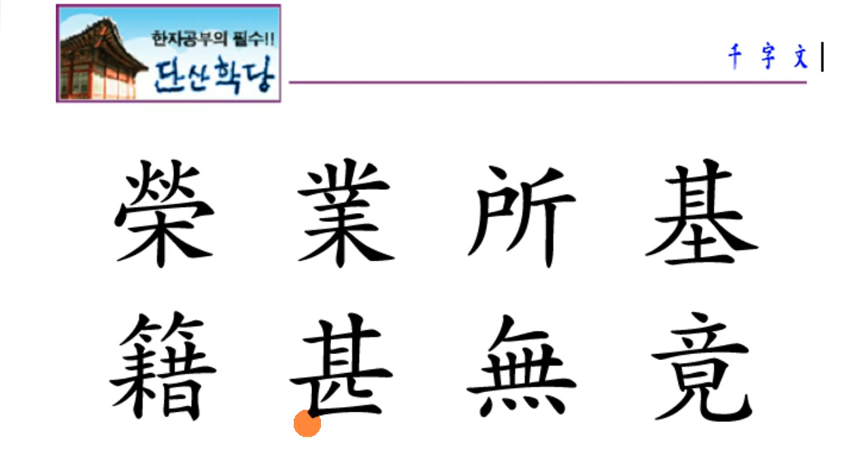 한자공부의 필수!!
단산학당
千字文
榮業所基
籍甚無竟